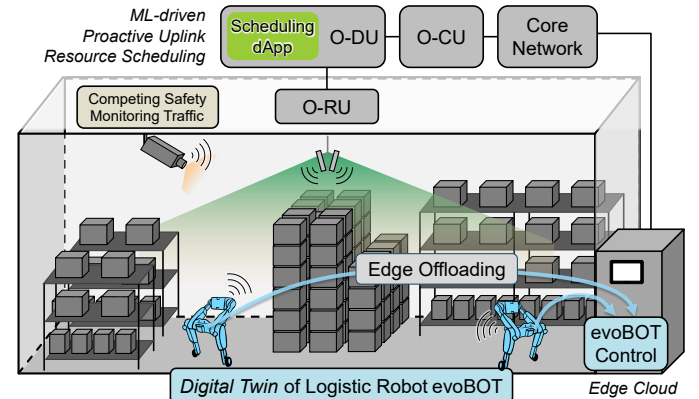 ML-driven
Proactive Uplink
Resource Scheduling
Scheduling
dApp
O-DU
O-CU
Core
Network
O-RU
Competing Safety
Monitoring Traffic
Edge Offloading
evoBOT
Control
Digital Twin of Logistic Robot evoBOT
Edge Cloud